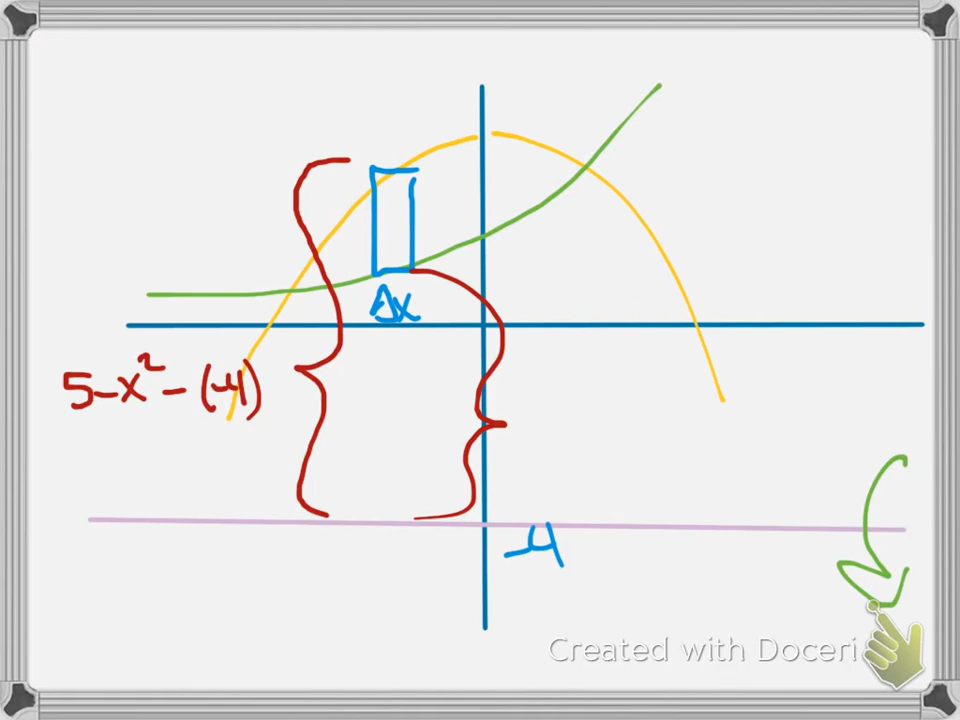 Δx
5-x² - (-4)
-4
Created with Doceri